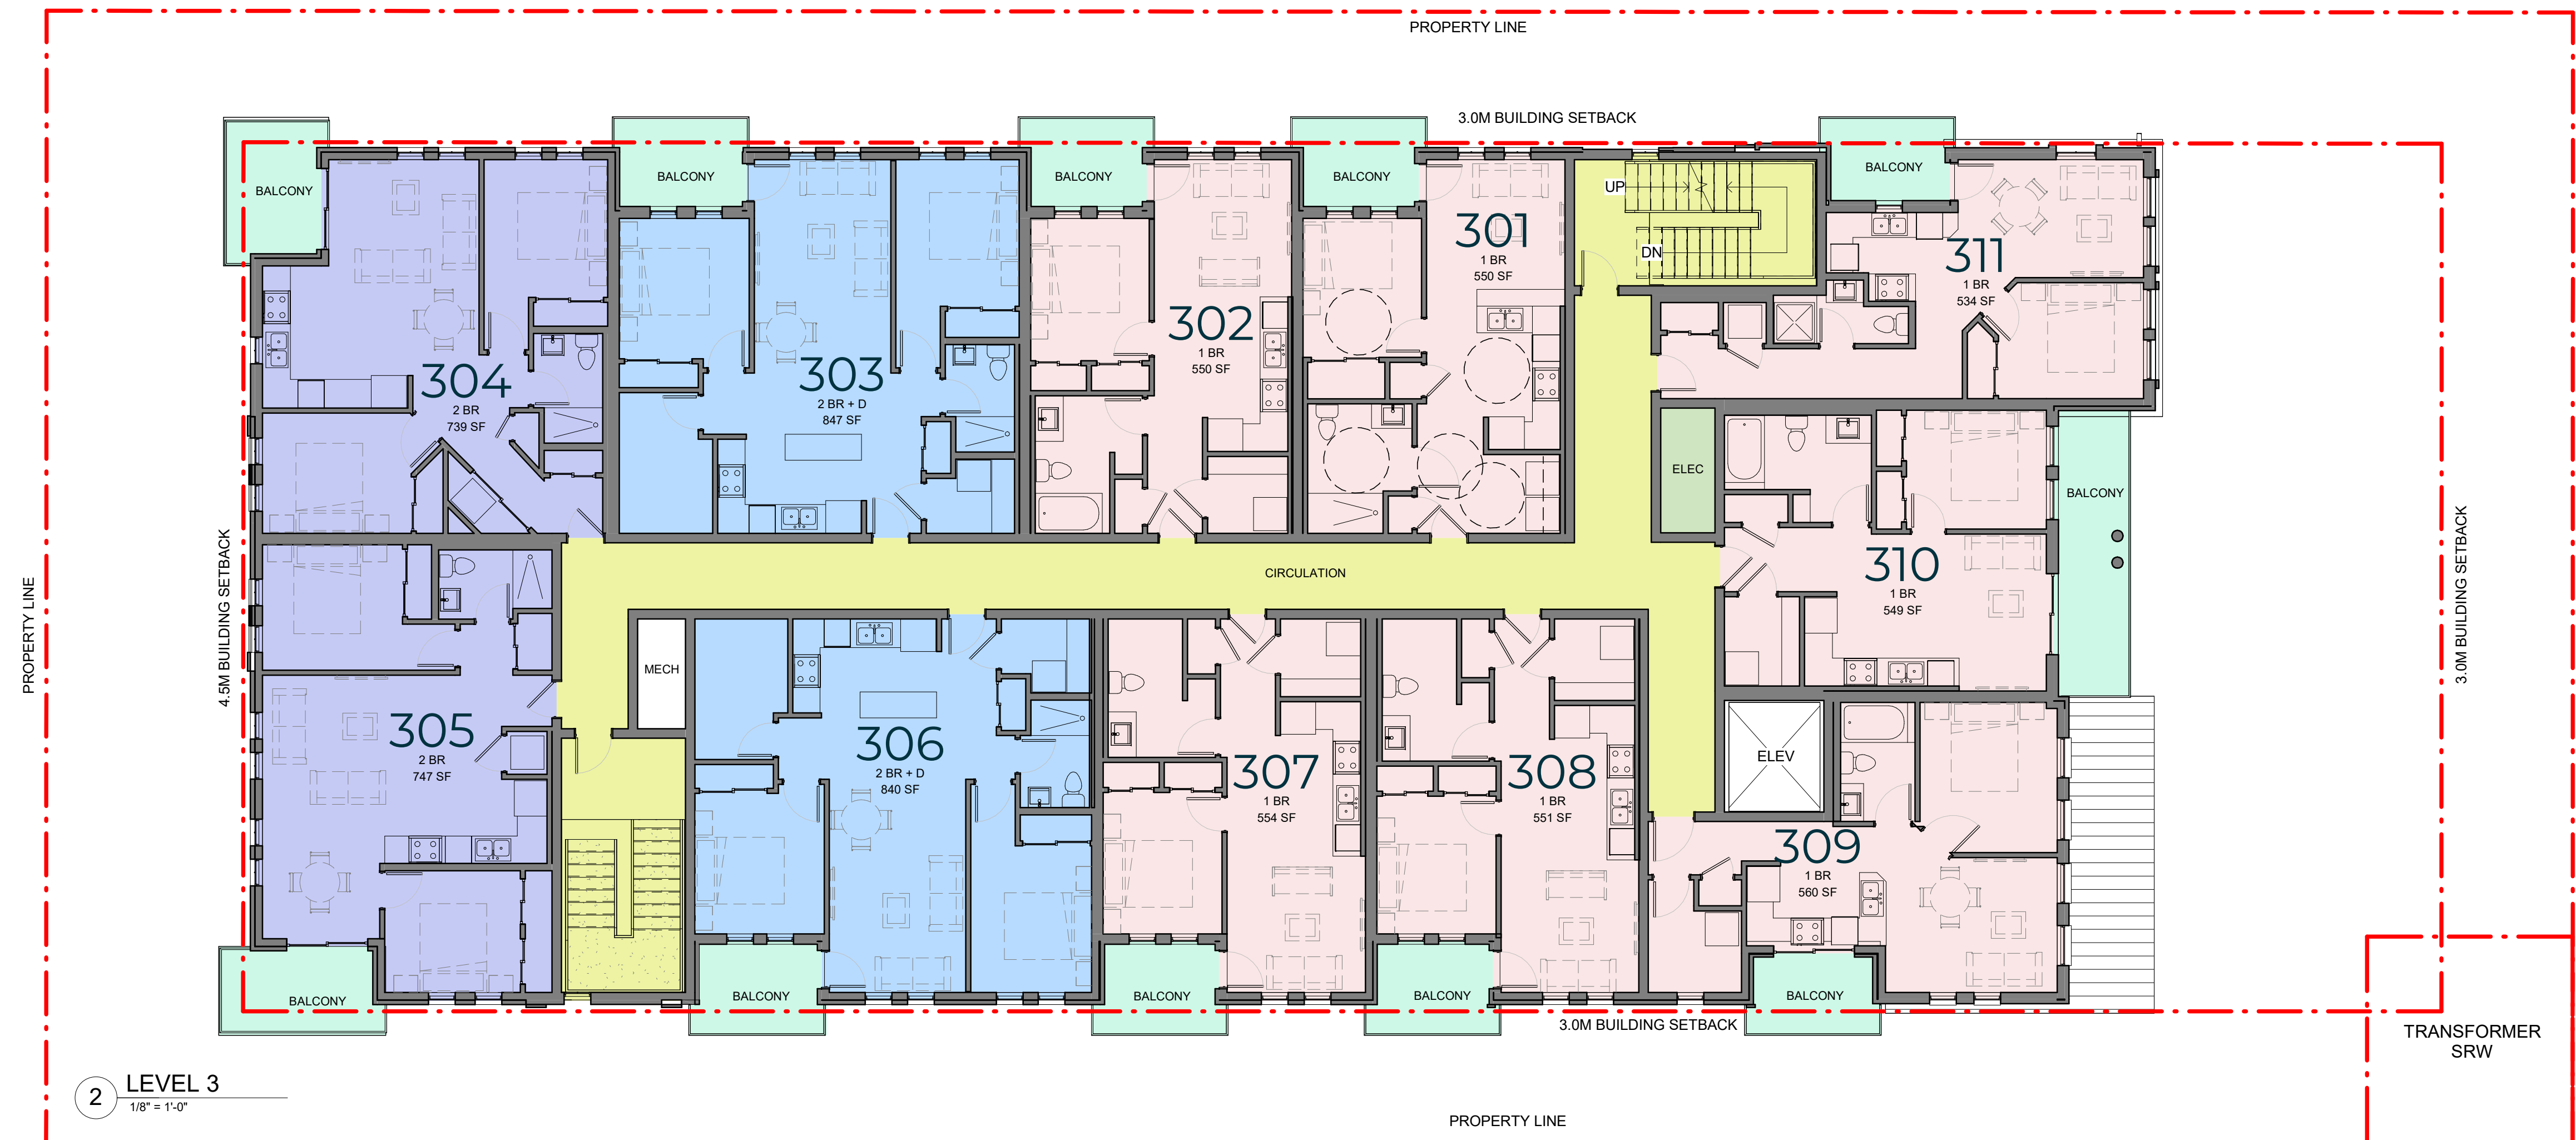 PROPERTY LINE
3.0M BUILDING SETBACK
BALCONY
BALCONY
BALCONY
BALCONY
BALCONY
UP
DN
301
1 BR
550 SF
311
1 BR
534 SF
302
1 BR
550 SF
303
2 BR + D
847 SF
304
2 BR
739 SF
ELEC
BALCONY
310
1 BR
549 SF
CIRCULATION
PROPERTY LINE
4.5M BUILDING SETBACK
3.0M BUILDING SETBACK
MECH
305
2 BR
747 SF
306
2 BR + D
840 SF
307
1 BR
554 SF
308
1 BR
551 SF
ELEV
309
1 BR
560 SF
BALCONY
BALCONY
BALCONY
BALCONY
BALCONY
3.0M BUILDING SETBACK
TRANSFORMER
SRW
2
LEVEL 3
1/8" = 1'-0"
PROPERTY LINE